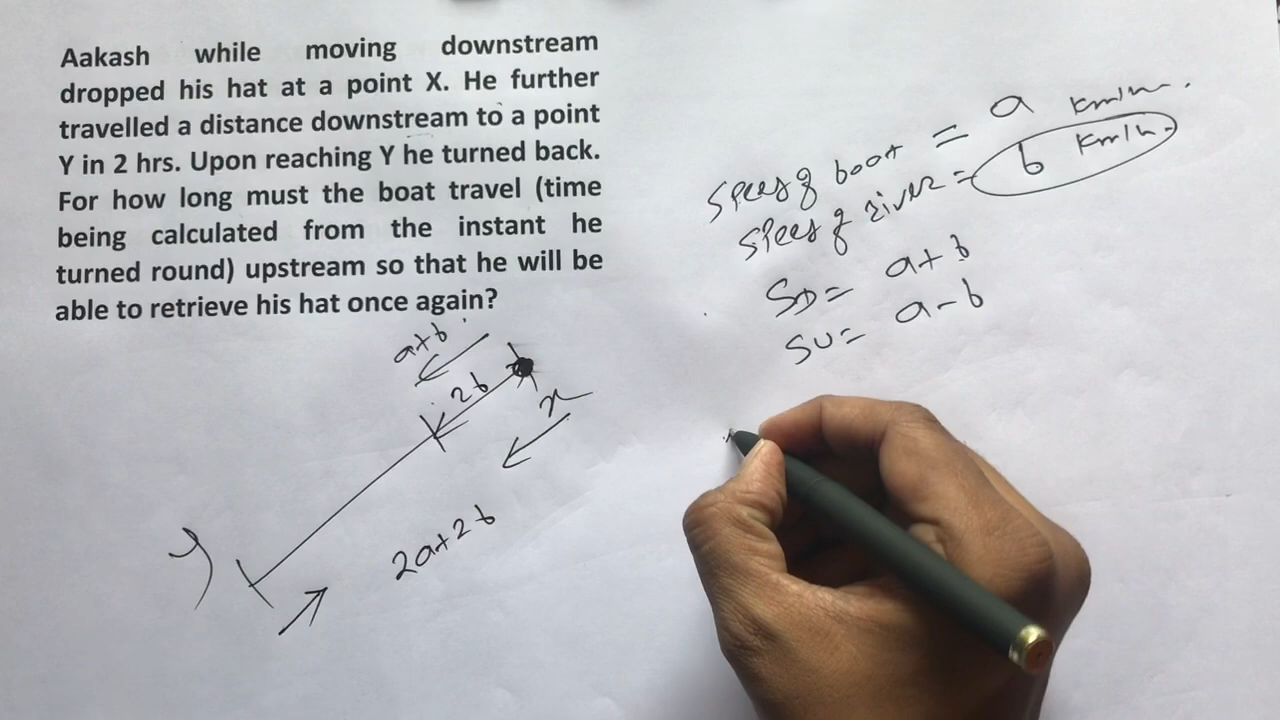 Aakash while moving downstream
dropped his hat at a point X. He further
travelled a distance downstream to a point
Y in 2 hrs. Upon reaching Y he turned back.
For how long must the boat travel (time
being calculated from the instant he
turned round) upstream so that he will be
able to retrieve his hat once again?
Speed of boat = a km/h.
Speed of river = b km/h.
SD = a+b
SU = a-b
a+b
2b
x
y
2a+2b